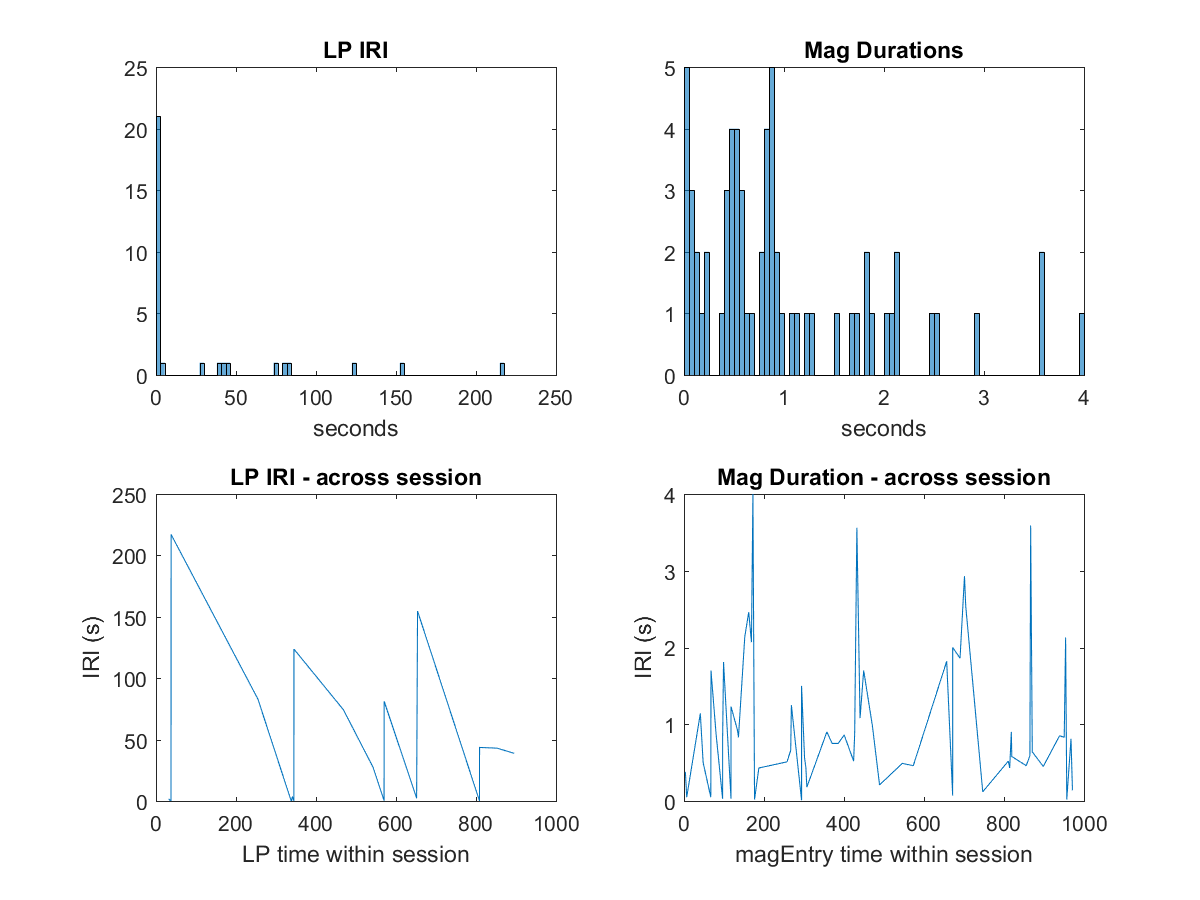 LP IRI
25
20
15
10
5
0
0 50 100 150 200 250
seconds
Mag Durations
5
4
3
2
1
0
0 1 2 3 4
seconds
LP IRI - across session
IRI (s)
250
200
150
100
50
0
0 200 400 600 800 1000
LP time within session
Mag Duration - across session
IRI (s)
4
3
2
1
0
0 200 400 600 800 1000
magEntry time within session